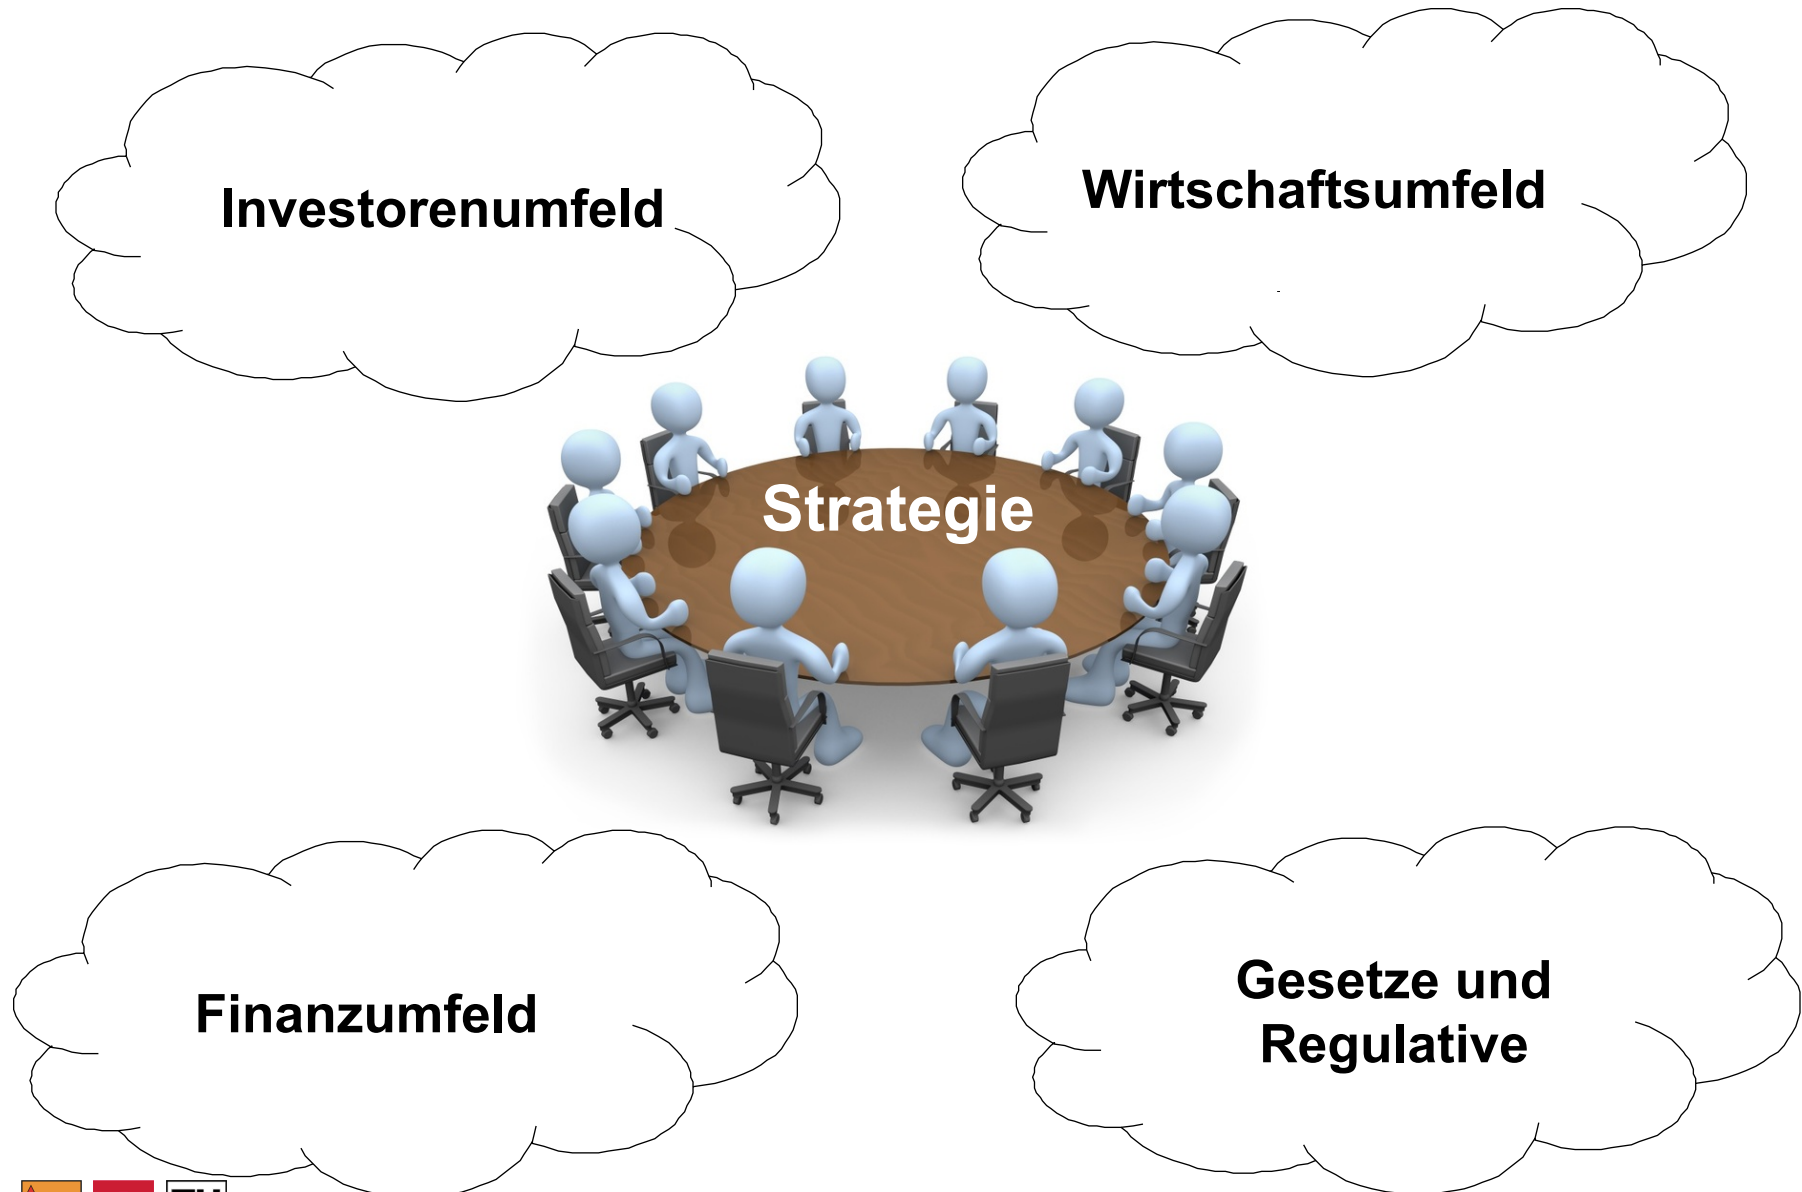 Investorenumfeld
Wirtschaftsumfeld
Strategie
Finanzumfeld
Gesetze und
Regulative